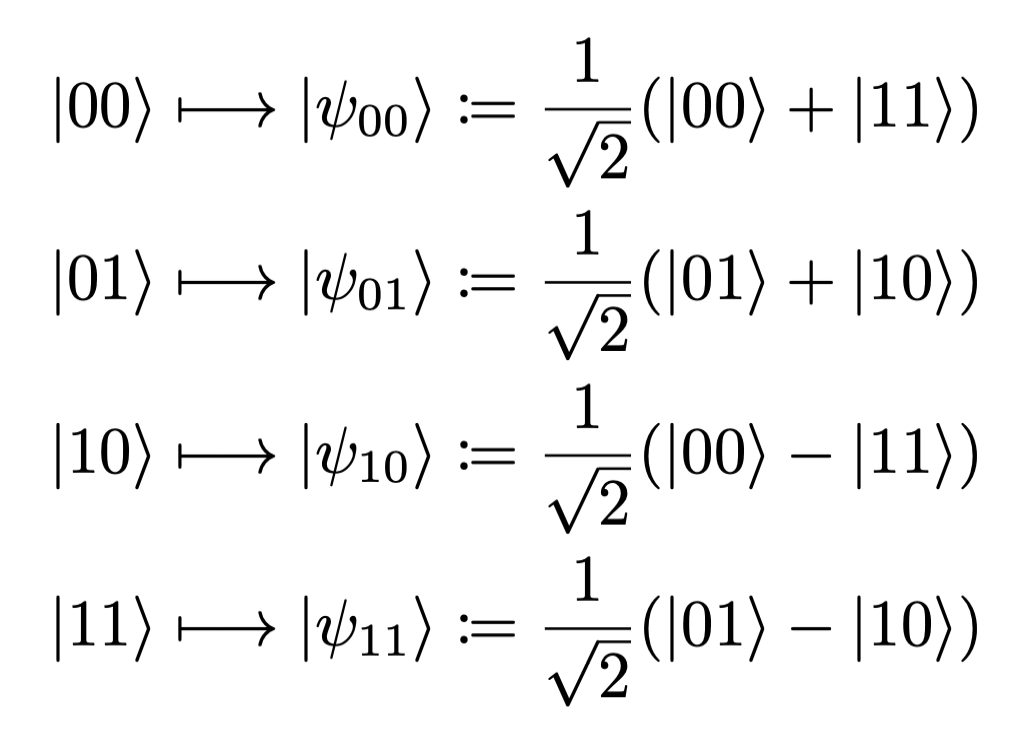 |00⟩ ⟼ |ψ₀₀⟩ := 1/√2 (|00⟩ + |11⟩)
|01⟩ ⟼ |ψ₀₁⟩ := 1/√2 (|01⟩ + |10⟩)
|10⟩ ⟼ |ψ₁₀⟩ := 1/√2 (|00⟩ − |11⟩)
|11⟩ ⟼ |ψ₁₁⟩ := 1/√2 (|01⟩ − |10⟩)